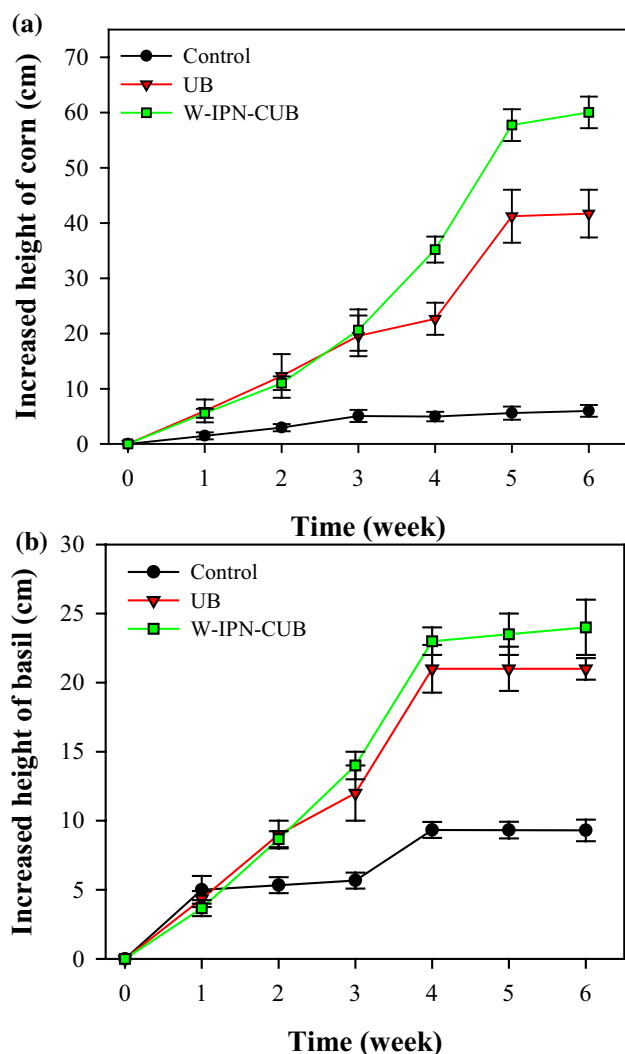 (a)
Increased height of corn (cm)
70
60
50
40
30
20
10
0
Control
UB
W-IPN-CUB
0 1 2 3 4 5 6
Time (week)
(b)
Increased height of basil (cm)
30
25
20
15
10
5
0
Control
UB
W-IPN-CUB
0 1 2 3 4 5 6
Time (week)